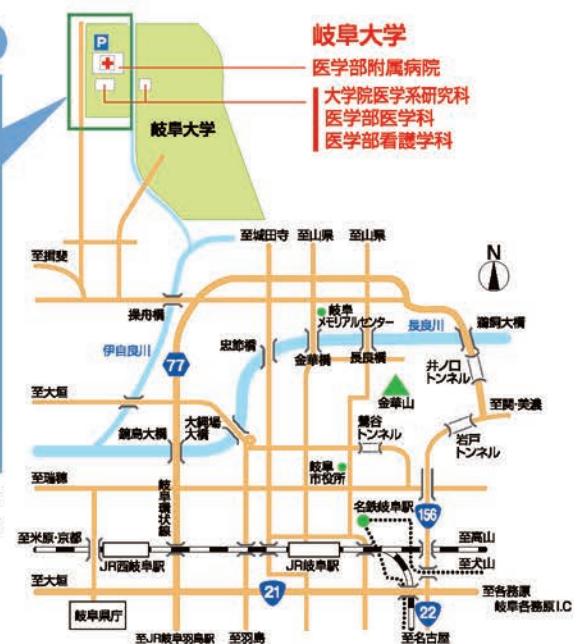 P
岐阜大学
医学部附属病院
大学院医学系研究科
医学部医学科
医学部看護学科
岐阜大学
至城田寺
至山県
至山県
N
至揖斐
操舟橋
岐阜
メモリアルセンター
長良川
鵜飼大橋
伊自良川
忠節橋
金華橋
長良橋
井ノ口
トンネル
77
至大垣
金華山
至関・美濃
鏡島大橋
大縄場
大橋
鶯谷
トンネル
岩戸
トンネル
岐阜
市役所
至瑞穂
岐阜環状線
名鉄岐阜駅
156
至米原・京都
至高山
JR西岐阜駅
JR岐阜駅
至犬山
至大垣
21
至各務原
岐阜各務原I.C
岐阜県庁
22
至JR岐阜羽島駅
至羽島
至名古屋